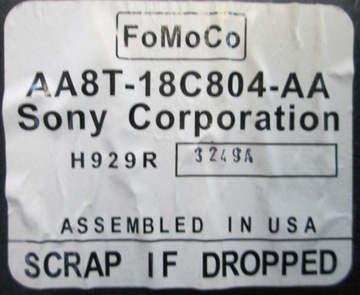 FoMoCo
AA8T-18C804-AA
Sony Corporation
H929R 3249A
ASSEMBLED IN USA
SCRAP IF DROPPED